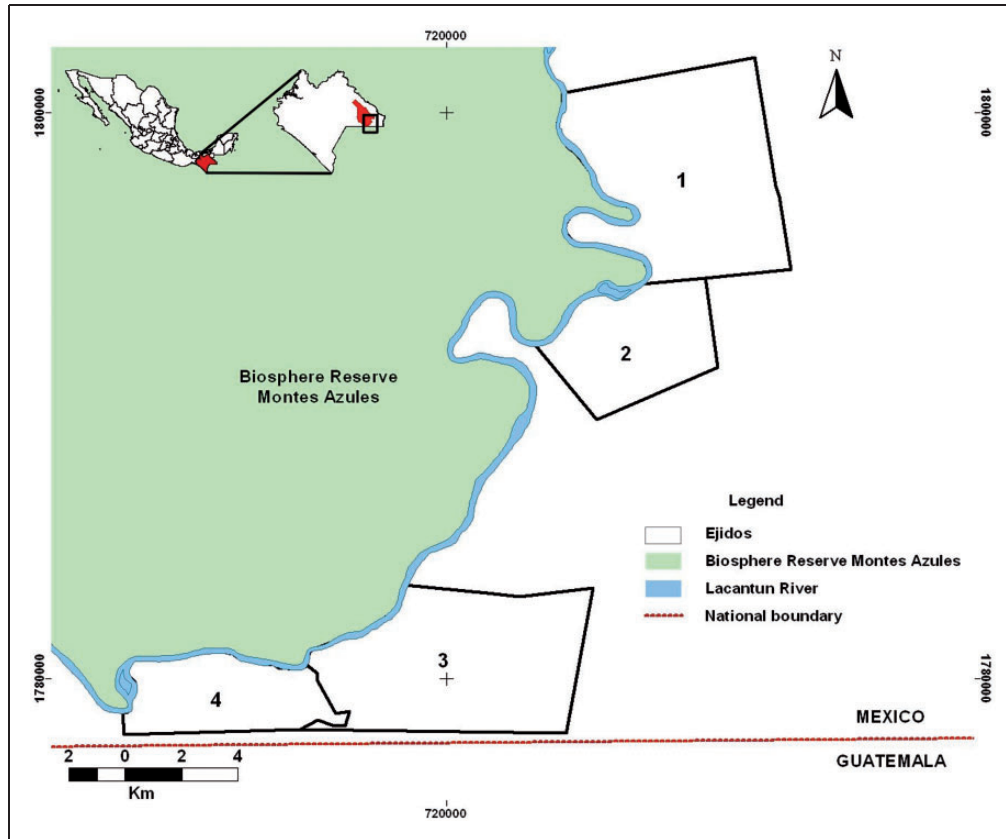 720000
N
1800000
1800000
1
2
Biosphere Reserve
Montes Azules
Legend
Ejidos
Biosphere Reserve Montes Azules
Lacantun River
National boundary
3
4
1780000
1780000
MEXICO
GUATEMALA
2 0 2 4
Km
720000